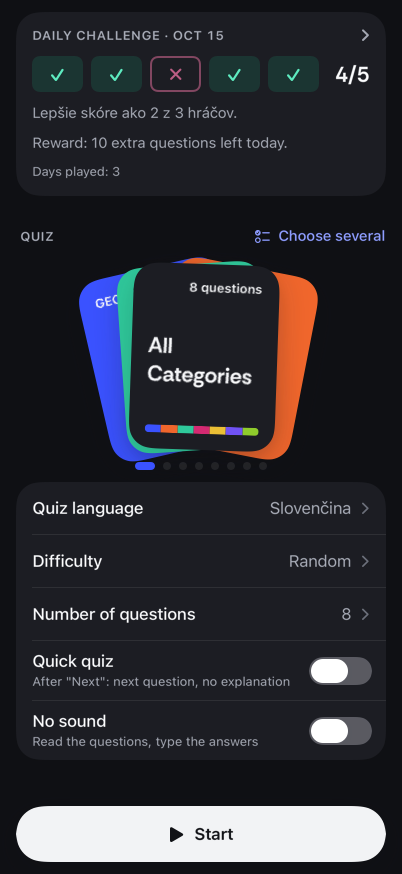 DAILY CHALLENGE · OCT 15
4/5
Lepšie skóre ako 2 z 3 hráčov.
Reward: 10 extra questions left today.
Days played: 3
QUIZ
Choose several
8 questions
All
Categories
Quiz language
Slovenčina
Difficulty
Random
Number of questions
8
Quick quiz
After "Next": next question, no explanation
No sound
Read the questions, type the answers
Start